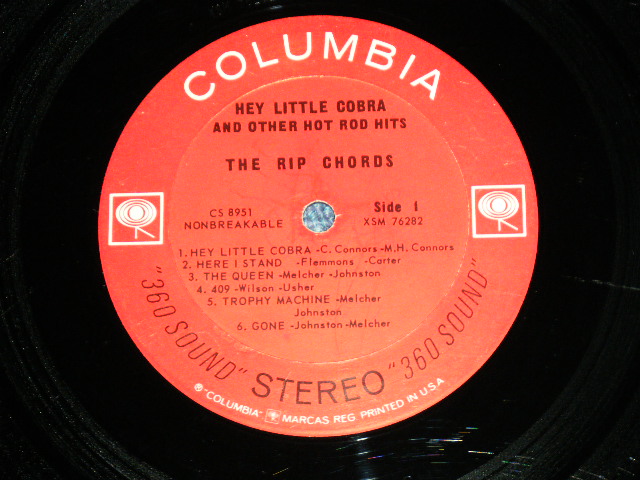 COLUMBIA
HEY LITTLE COBRA
AND OTHER HOT ROD HITS
THE RIP CHORDS
CS 8951
NONBREAKABLE
Side 1
XSM 76282
1. HEY LITTLE COBRA -C. Connors -M.H. Connors
2. HERE I STAND -Flemmons -Carter
3. THE QUEEN -Melcher -Johnston
4. 409 -Wilson -Usher
5. TROPHY MACHINE -Melcher
Johnston
6. GONE -Johnston -Melcher
"360 SOUND" STEREO "360 SOUND"
® "COLUMBIA" MARCAS REG. PRINTED IN U.S.A.